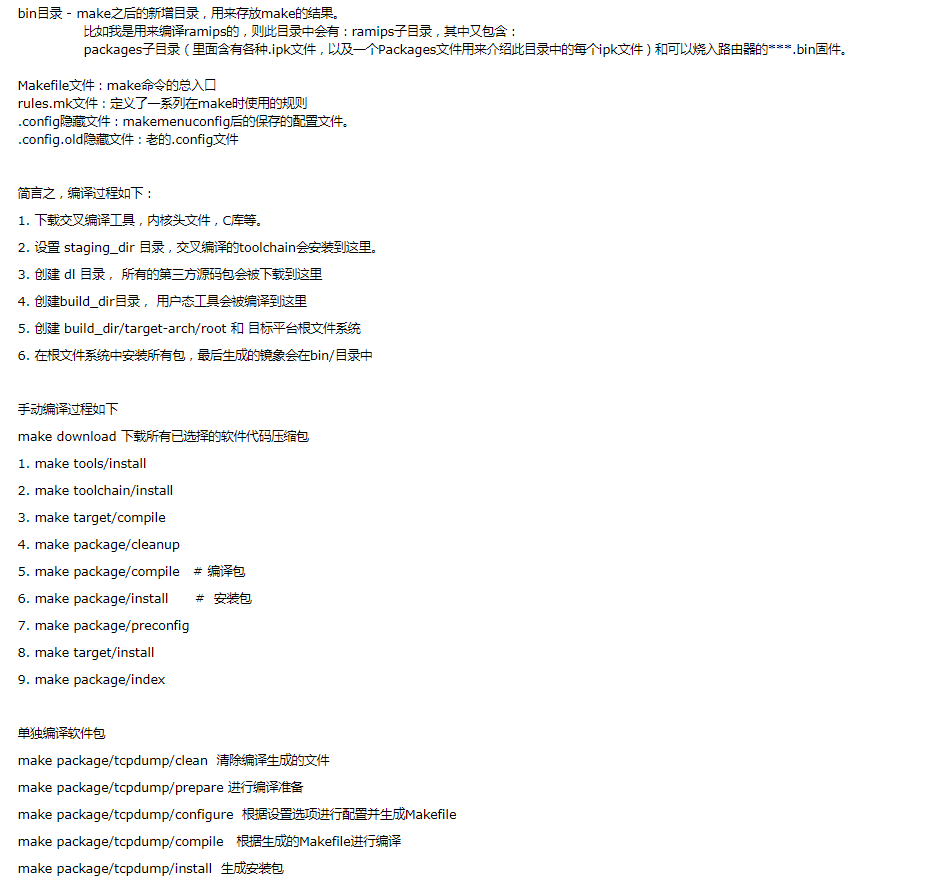 bin目录 - make之后的新增目录，用来存放make的结果。
比如我是用来编译ramips的，则此目录中会有：ramips子目录，其中又包含：
packages子目录（里面含有各种.ipk文件，以及一个Packages文件用来介绍此目录中的每个ipk文件）和可以烧入路由器的***.bin固件。
Makefile文件：make命令的总入口
rules.mk文件：定义了一系列在make时使用的规则
.config隐藏文件：makemenuconfig后的保存的配置文件。
.config.old隐藏文件：老的.config文件
简言之，编译过程如下：
1. 下载交叉编译工具，内核头文件，C库等。
2. 设置 staging_dir 目录，交叉编译的toolchain会安装到这里。
3. 创建 dl 目录， 所有的第三方源码包会被下载到这里
4. 创建build_dir目录， 用户态工具会被编译到这里
5. 创建 build_dir/target-arch/root 和 目标平台根文件系统
6. 在根文件系统中安装所有包，最后生成的镜象会在bin/目录中
手动编译过程如下
make download 下载所有已选择的软件代码压缩包
1. make tools/install
2. make toolchain/install
3. make target/compile
4. make package/cleanup
5. make package/compile # 编译包
6. make package/install # 安装包
7. make package/preconfig
8. make target/install
9. make package/index
单独编译软件包
make package/tcpdump/clean 清除编译生成的文件
make package/tcpdump/prepare 进行编译准备
make package/tcpdump/configure 根据设置选项进行配置并生成Makefile
make package/tcpdump/compile 根据生成的Makefile进行编译
make package/tcpdump/install 生成安装包